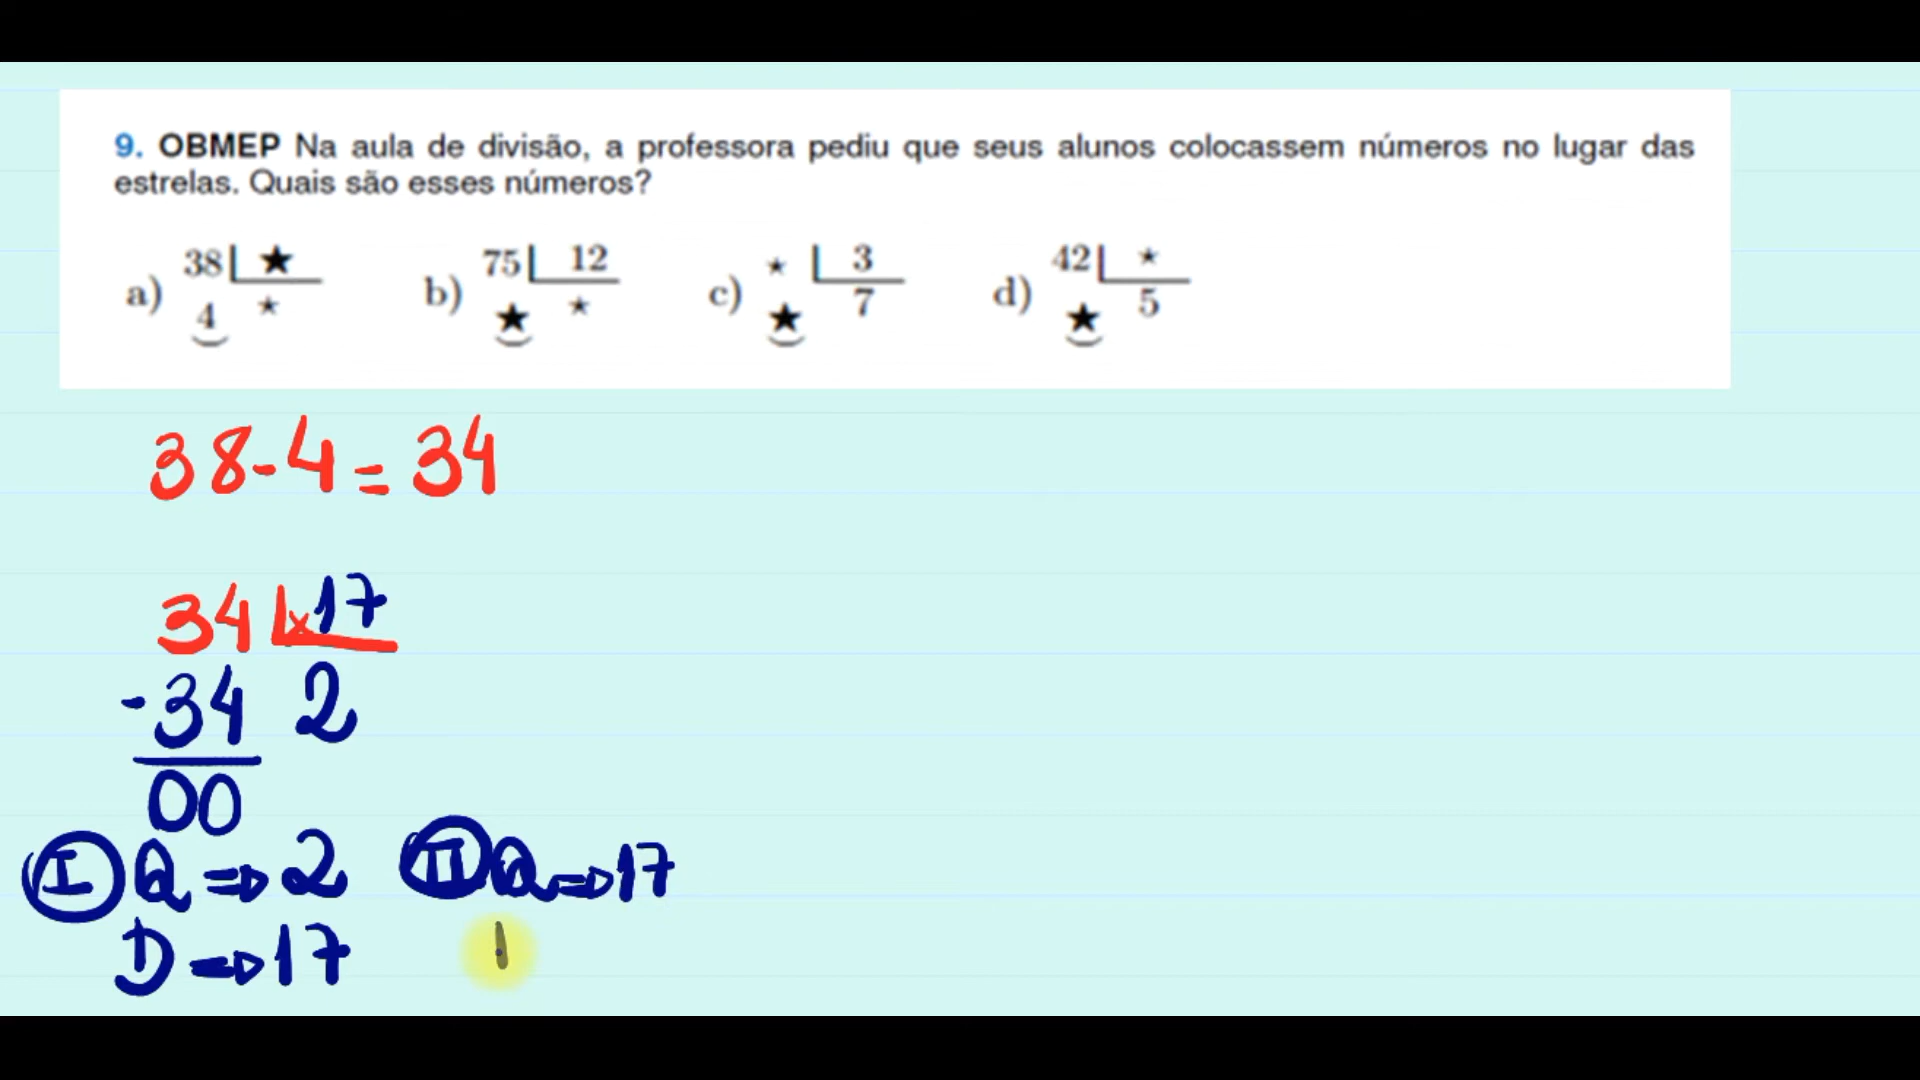 9. OBMEP Na aula de divisão, a professora pediu que seus alunos colocassem números no lugar das
estrelas. Quais são esses números?
a) 38 ★
4 ★
b) 75 12
★ ★
c) ★ 3
★ 7
d) 42 ★
★ 5
38-4=34
34 x 17
-34 2
00
I Q ⇒ 2
D ⇒ 17
II Q ⇒ 17